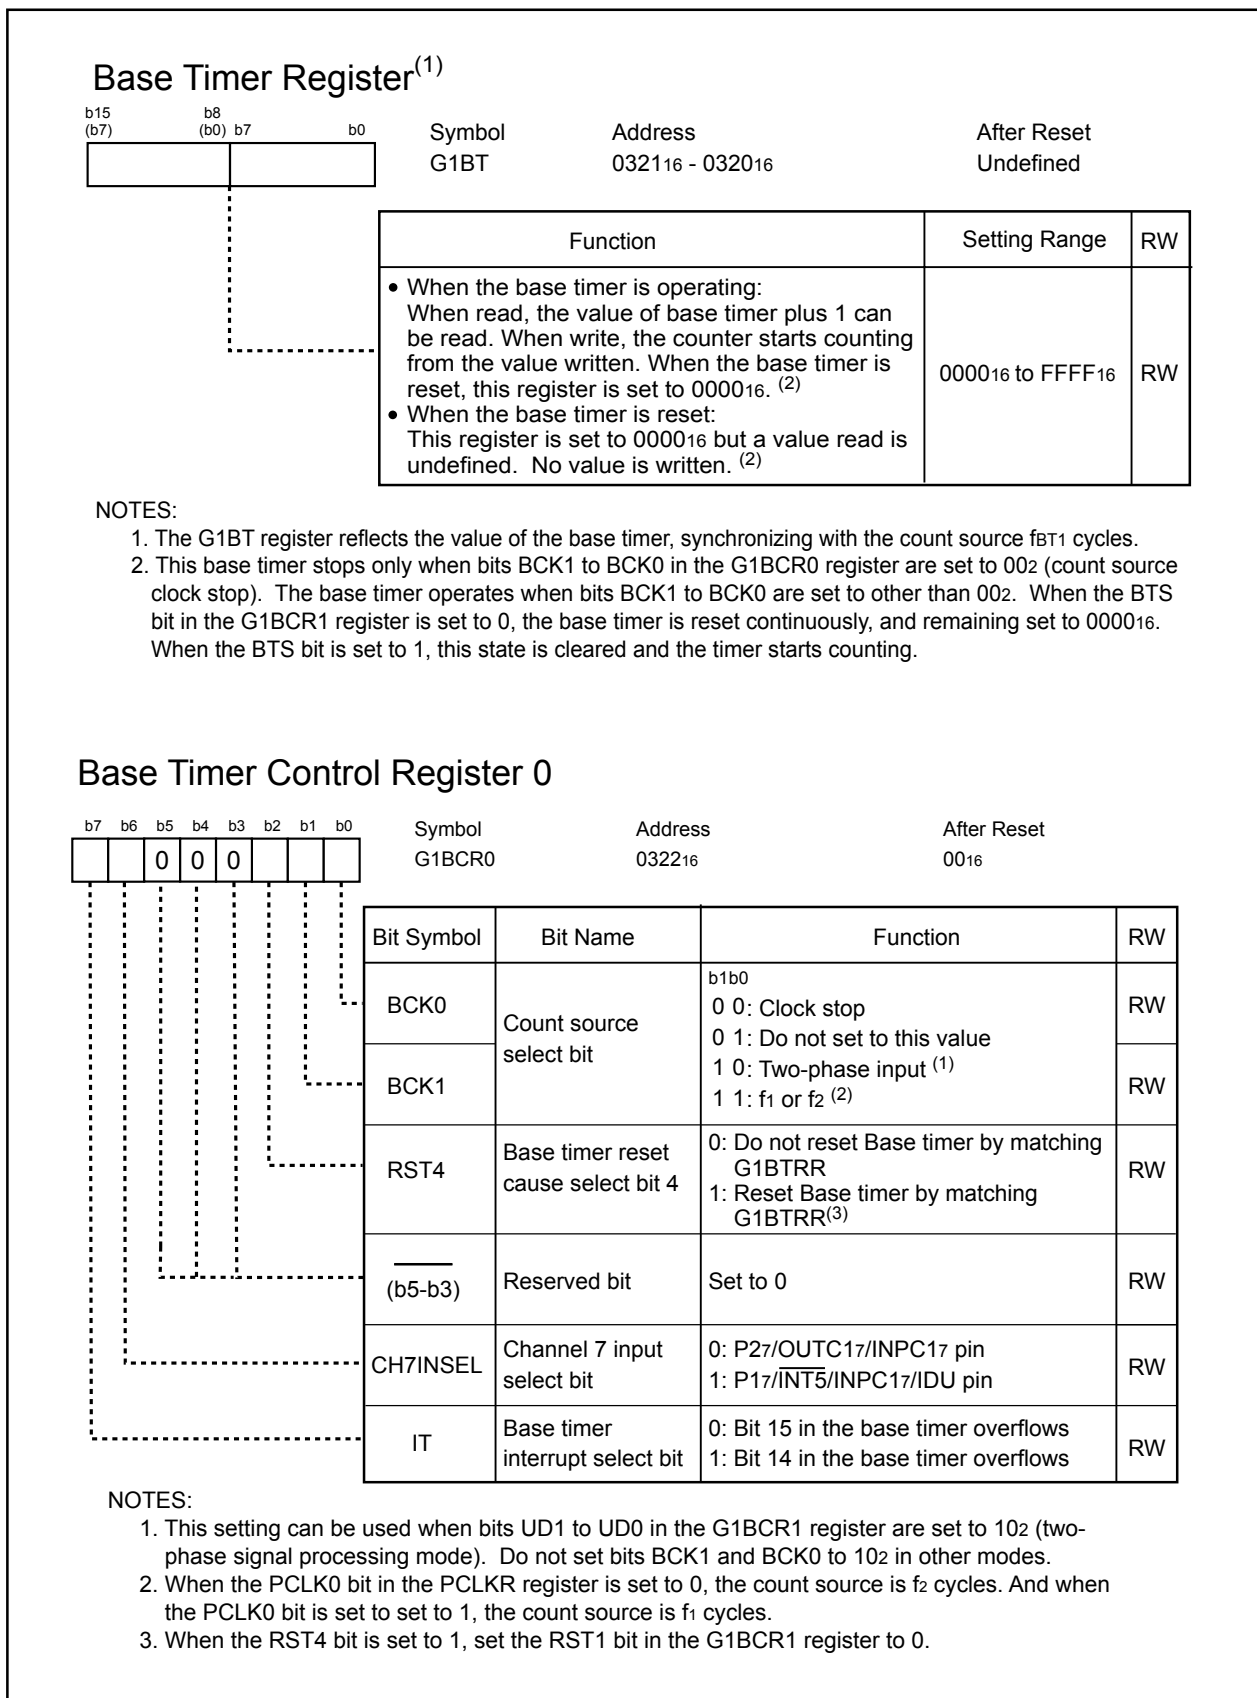 Base Timer Register(1)
b15 b8
(b7) (b0) b7 b0
Symbol Address After Reset
G1BT 032116 - 032016 Undefined
Function Setting Range RW
• When the base timer is operating:
When read, the value of base timer plus 1 can
be read. When write, the counter starts counting
from the value written. When the base timer is
reset, this register is set to 000016. (2)
• When the base timer is reset:
This register is set to 000016 but a value read is
undefined. No value is written. (2)
000016 to FFFF16 RW
NOTES:
1. The G1BT register reflects the value of the base timer, synchronizing with the count source fBT1 cycles.
2. This base timer stops only when bits BCK1 to BCK0 in the G1BCR0 register are set to 002 (count source
clock stop). The base timer operates when bits BCK1 to BCK0 are set to other than 002. When the BTS
bit in the G1BCR1 register is set to 0, the base timer is reset continuously, and remaining set to 000016.
When the BTS bit is set to 1, this state is cleared and the timer starts counting.
Base Timer Control Register 0
b7 b6 b5 b4 b3 b2 b1 b0
0 0 0
Symbol Address After Reset
G1BCR0 032216 0016
Bit Symbol Bit Name Function RW
BCK0 RW
BCK1 RW
Count source
select bit
b1b0
0 0: Clock stop
0 1: Do not set to this value
1 0: Two-phase input (1)
1 1: f1 or f2 (2)
RST4
Base timer reset
cause select bit 4
0: Do not reset Base timer by matching
G1BTRR
1: Reset Base timer by matching
G1BTRR(3)
RW
(b5-b3) Reserved bit Set to 0 RW
CH7INSEL
Channel 7 input
select bit
0: P27/OUTC17/INPC17 pin
1: P17/INT5/INPC17/IDU pin
RW
IT
Base timer
interrupt select bit
0: Bit 15 in the base timer overflows
1: Bit 14 in the base timer overflows
RW
NOTES:
1. This setting can be used when bits UD1 to UD0 in the G1BCR1 register are set to 102 (two-
phase signal processing mode). Do not set bits BCK1 and BCK0 to 102 in other modes.
2. When the PCLK0 bit in the PCLKR register is set to 0, the count source is f2 cycles. And when
the PCLK0 bit is set to set to 1, the count source is f1 cycles.
3. When the RST4 bit is set to 1, set the RST1 bit in the G1BCR1 register to 0.